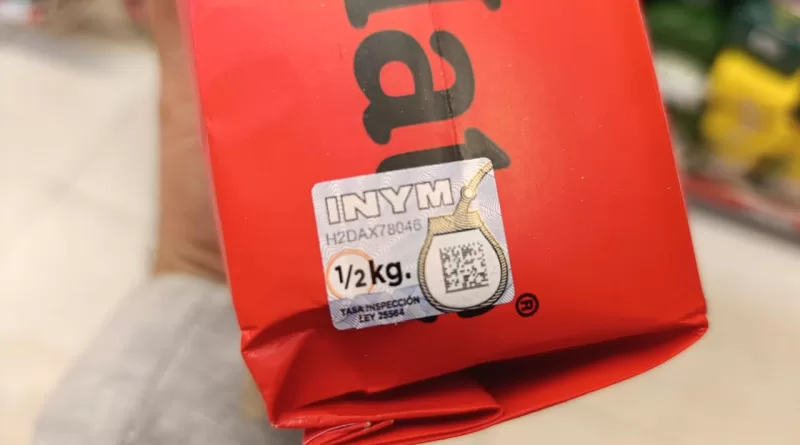 INYM
H2DAX78046
1/2 kg.
TASA INSPECCIÓN
LEY 25564
®